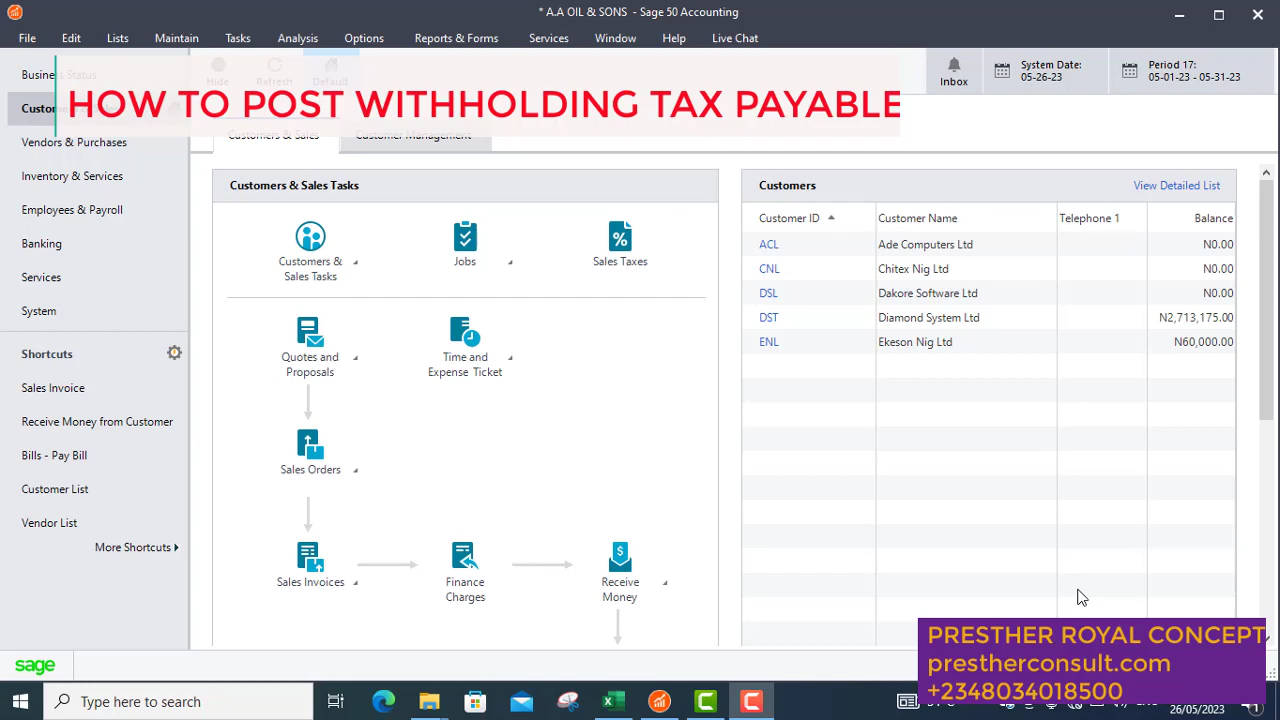 * A.A OIL & SONS - Sage 50 Accounting
File Edit Lists Maintain Tasks Analysis Options Reports & Forms Services Window Help Live Chat
Business Status
Hide Refresh Default
Inbox
System Date:
05-26-23
Period 17:
05-01-23 - 05-31-23
HOW TO POST WITHHOLDING TAX PAYABLE
Customers & Sales
Customer Management
Vendors & Purchases
Inventory & Services
Employees & Payroll
Banking
Services
System
Shortcuts
Sales Invoice
Receive Money from Customer
Bills - Pay Bill
Customer List
Vendor List
More Shortcuts
Customers & Sales Tasks
Customers &
Sales Tasks
Jobs
Sales Taxes
Quotes and
Proposals
Time and
Expense Ticket
Sales Orders
Sales Invoices
Finance
Charges
Receive
Money
Customers
View Detailed List
Customer ID Customer Name Telephone 1 Balance
ACL Ade Computers Ltd N0.00
CNL Chitex Nig Ltd N0.00
DSL Dakore Software Ltd N0.00
DST Diamond System Ltd N2,713,175.00
ENL Ekeson Nig Ltd N60,000.00
PRESTHER ROYAL CONCEPT
prestherconsult.com
+2348034018500
sage
Type here to search
26/05/2023
1